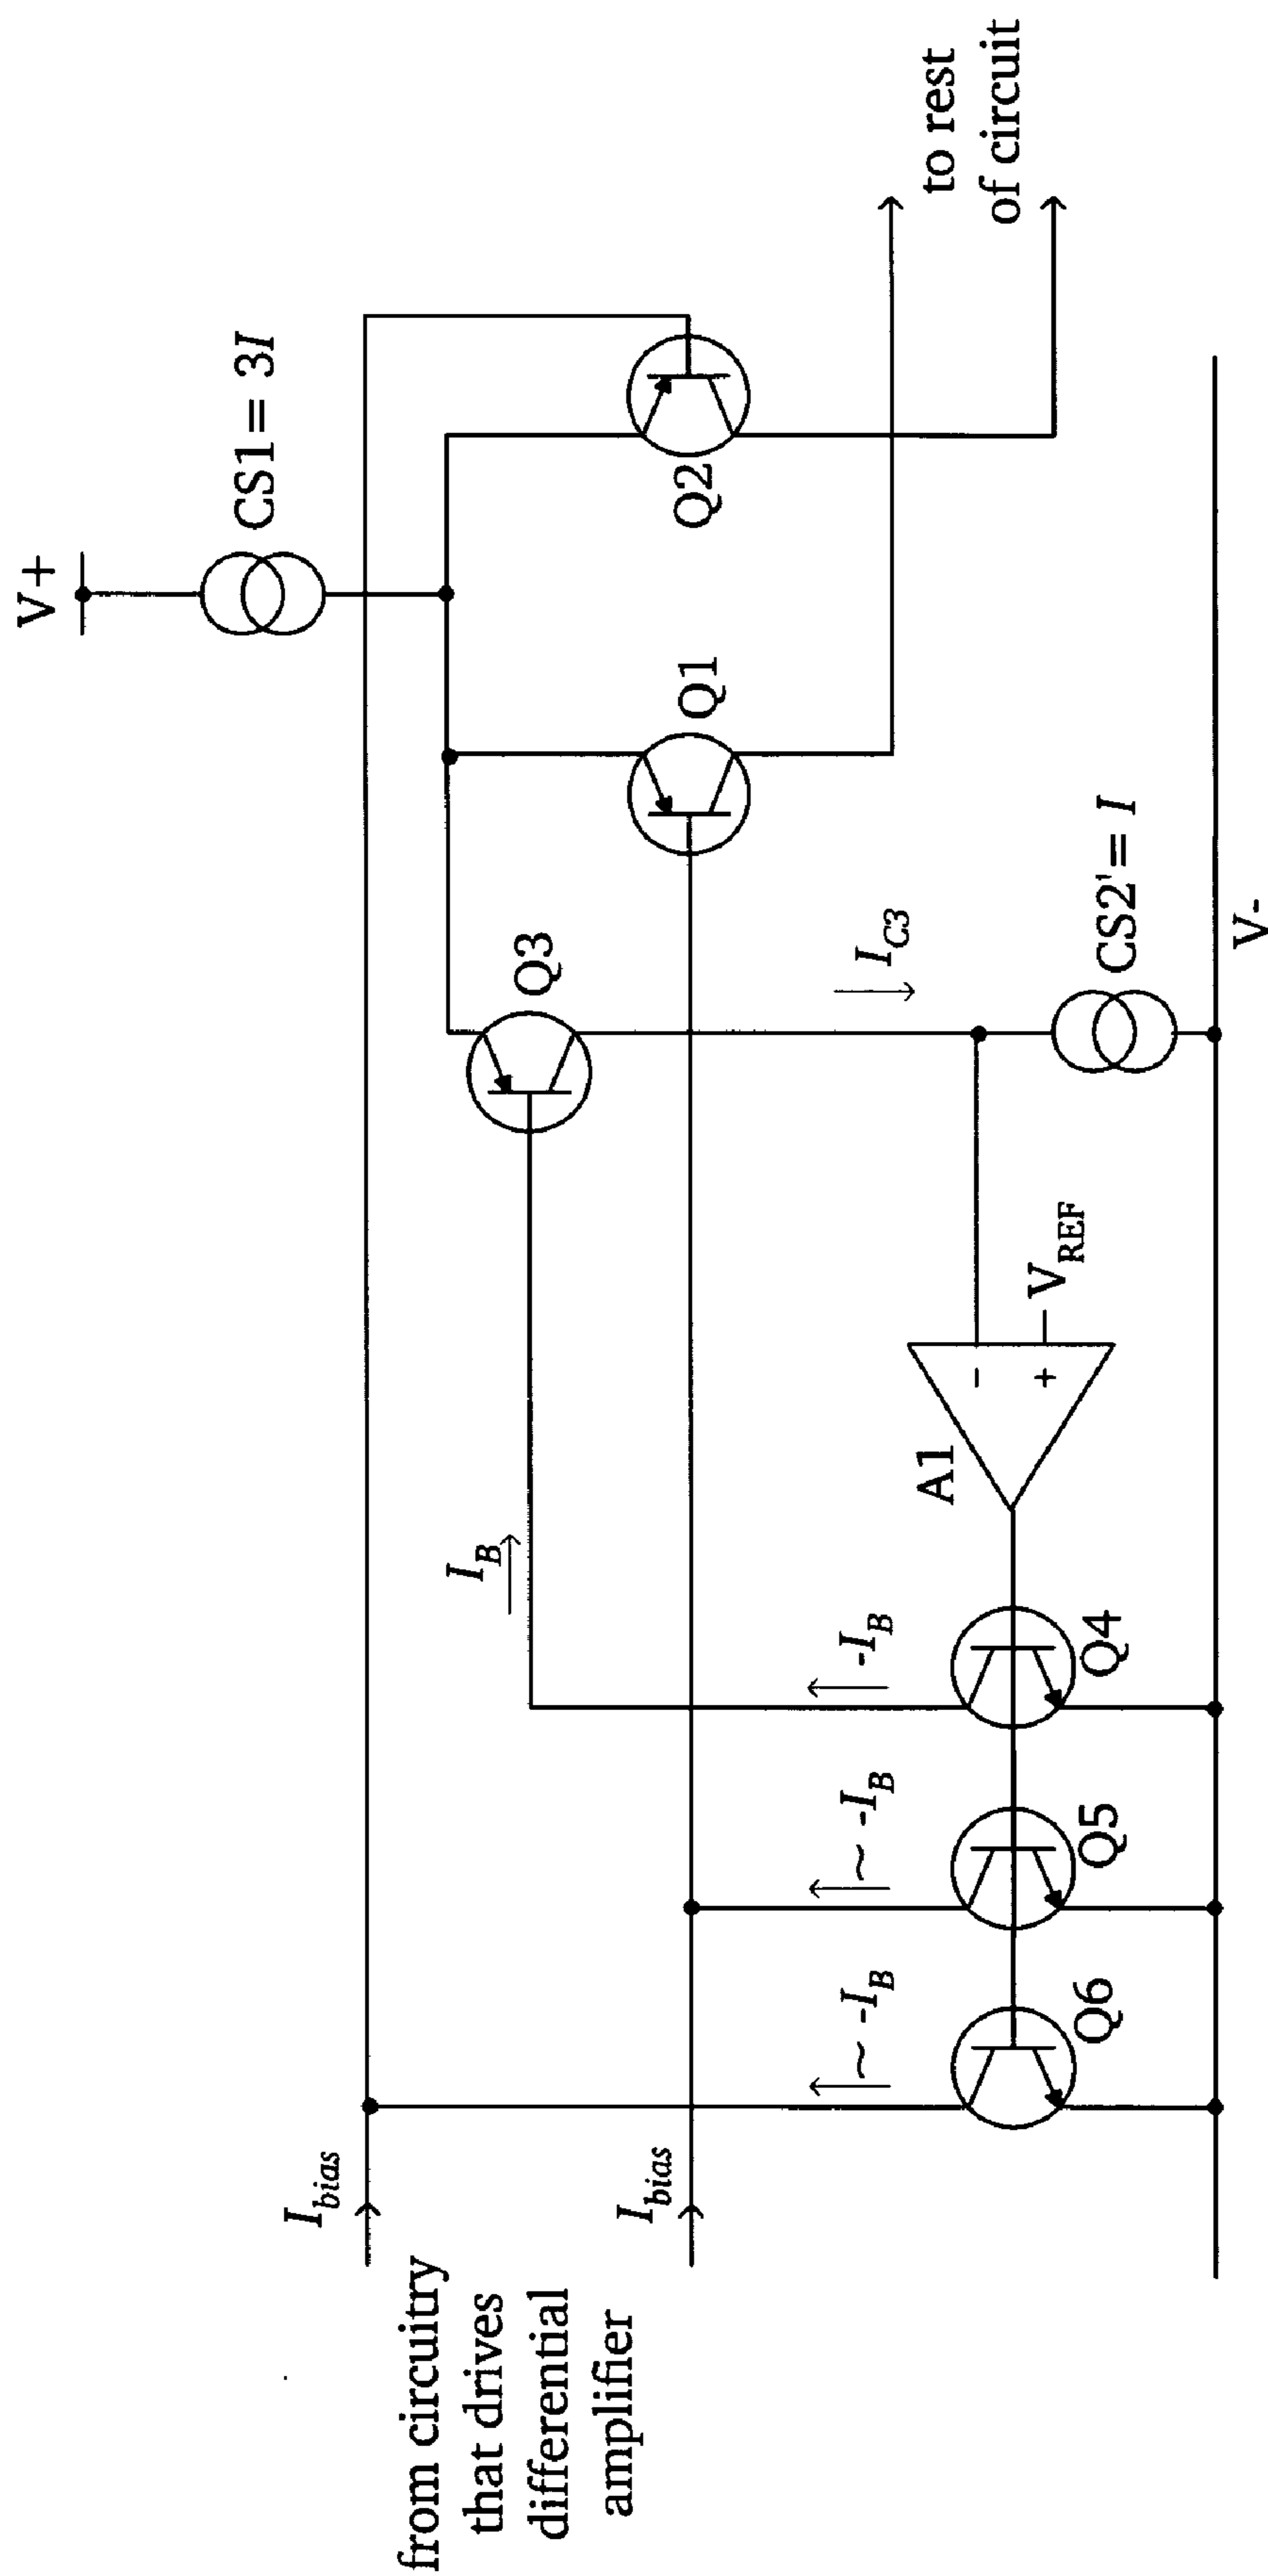 V+
CS1= 3I
Q2
to rest
of circuit
Q1
Q3
I_C3
CS2'= I
V-
V_REF
A1
-
+
I_B
-I_B
~ -I_B
~ -I_B
Q4
Q5
Q6
I_bias
I_bias
from circuitry
that drives
differential
amplifier